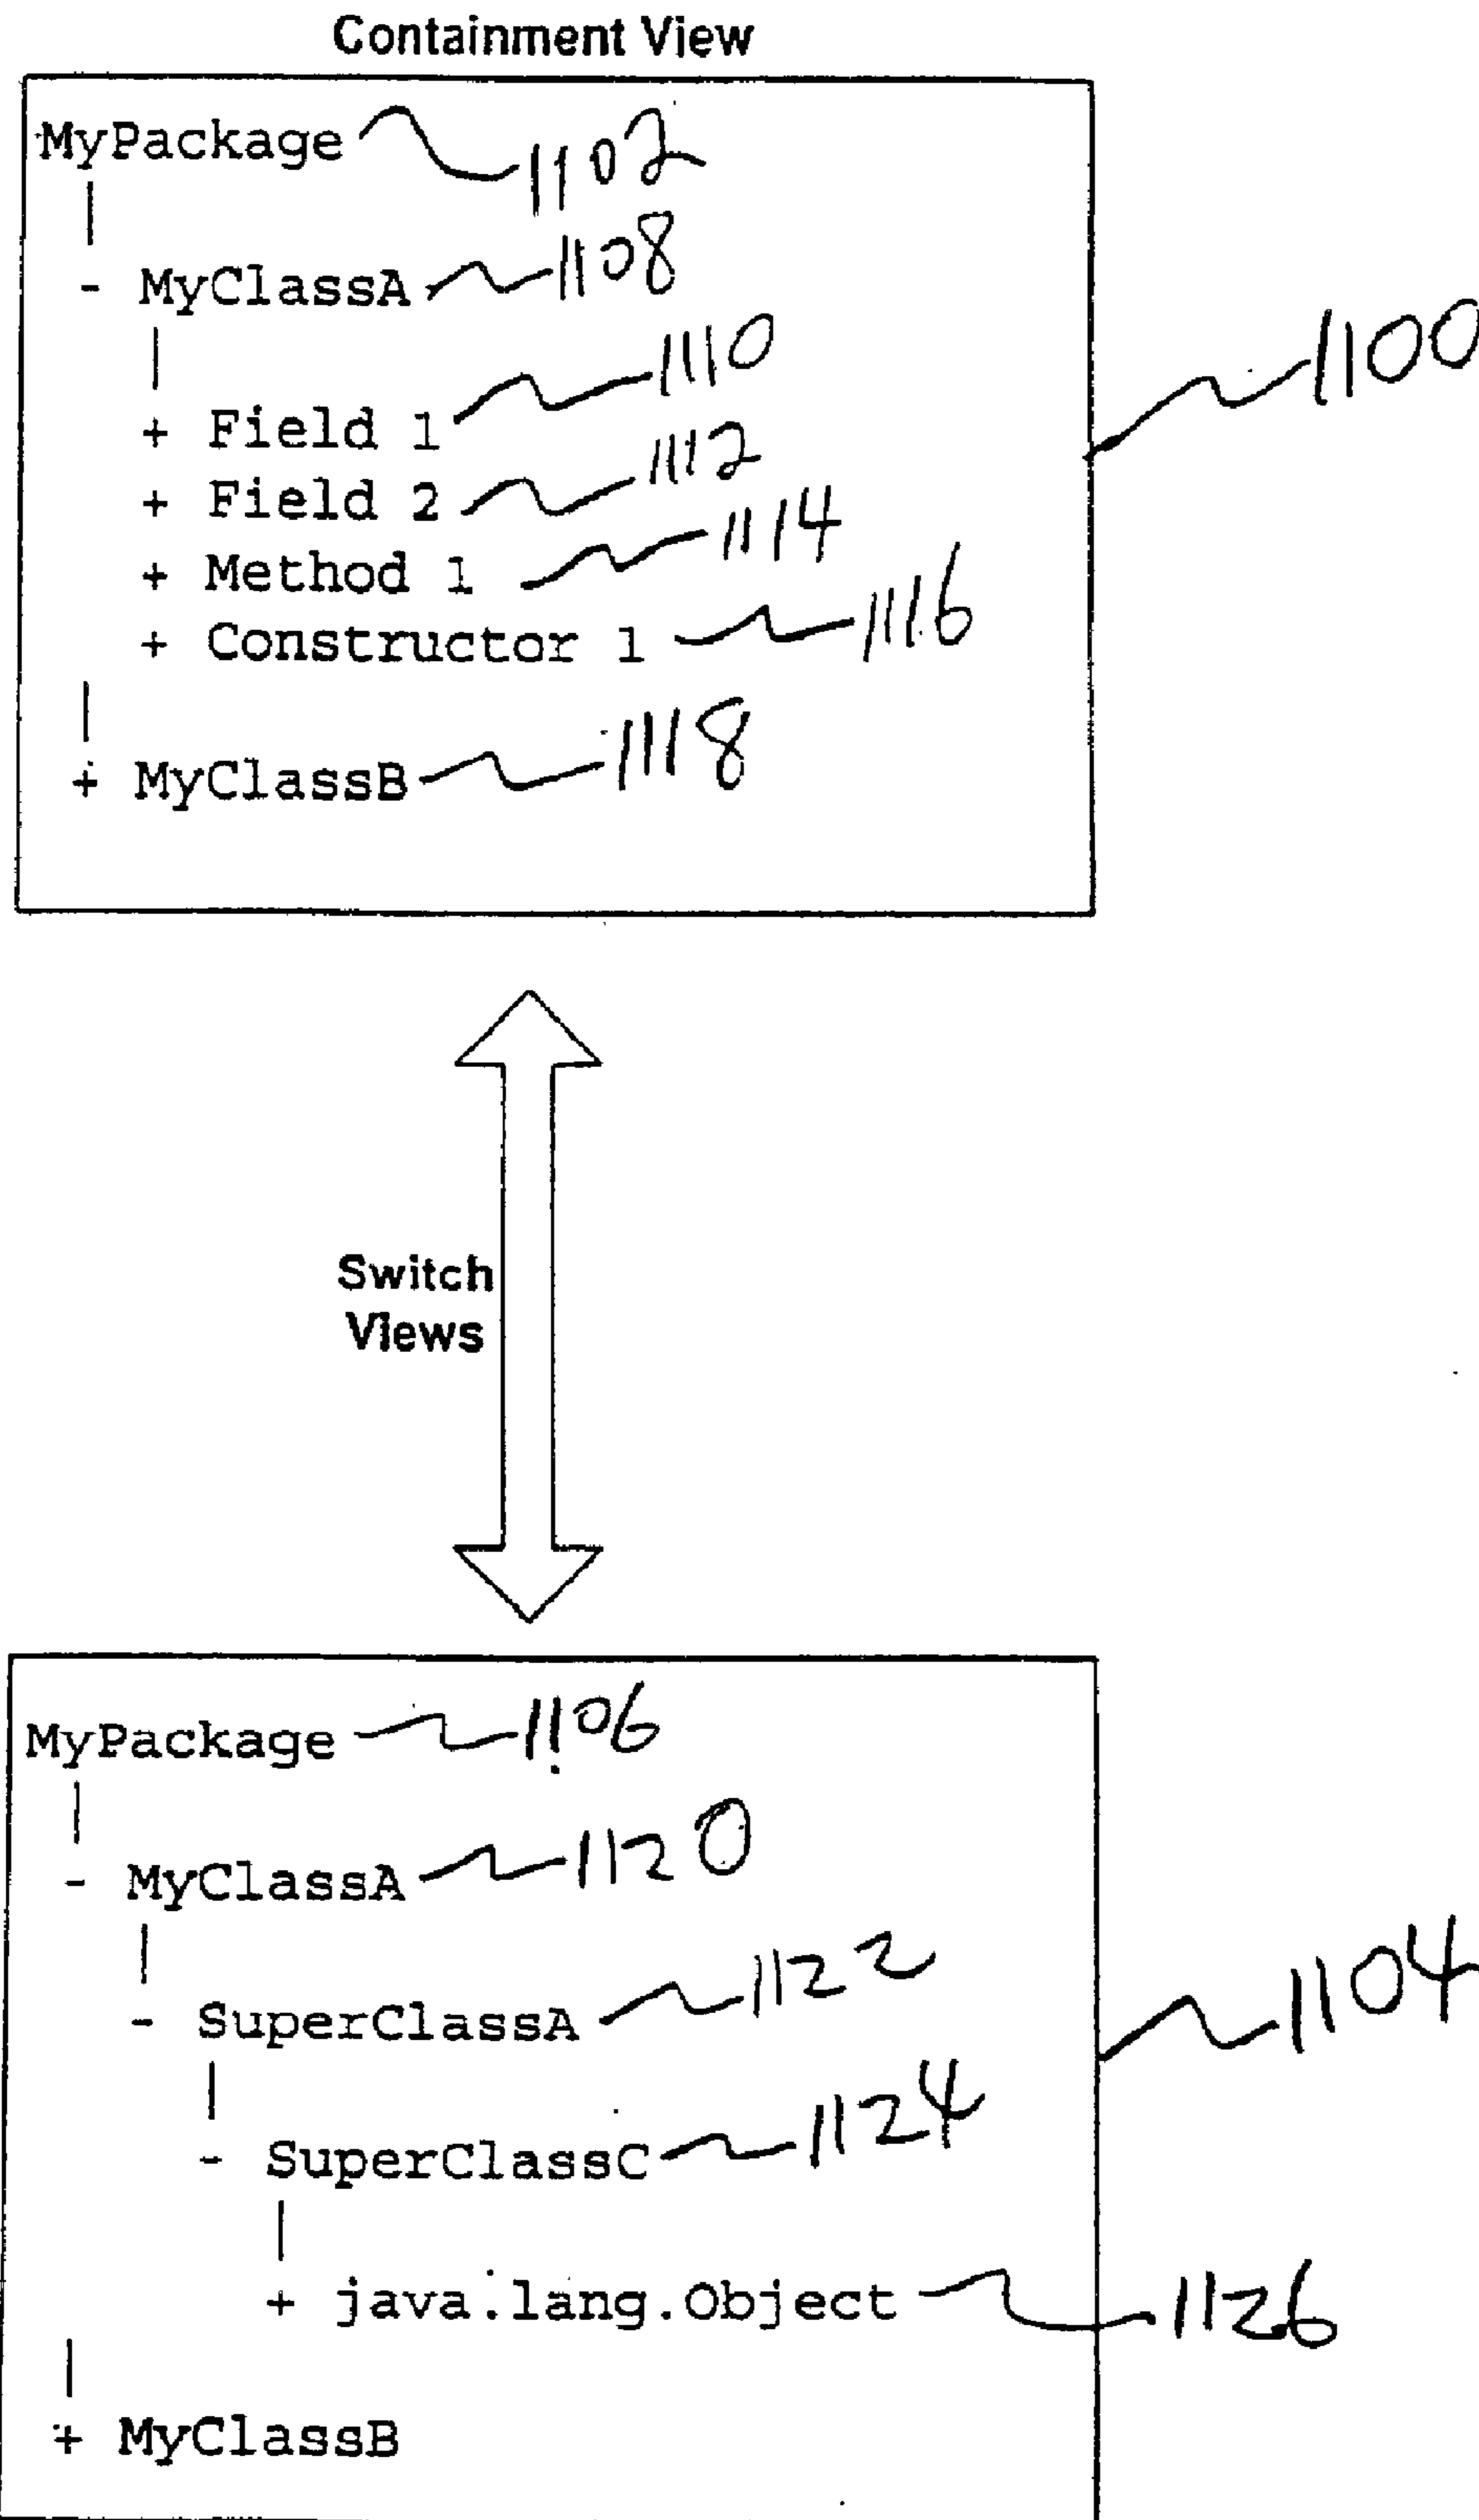 Containment View
MyPackage 1102
|
- MyClassA 1108
|
+ Field 1 1110
1100
+ Field 2 1112
+ Method 1 1114
+ Constructor 1 1116
|
+ MyClassB 1118
Switch
Views
MyPackage 1106
|
- MyClassA 1120
|
- SuperClassA 1122
1104
|
- SuperClassC 1124
|
+ java.lang.Object 1126
|
+ MyClassB